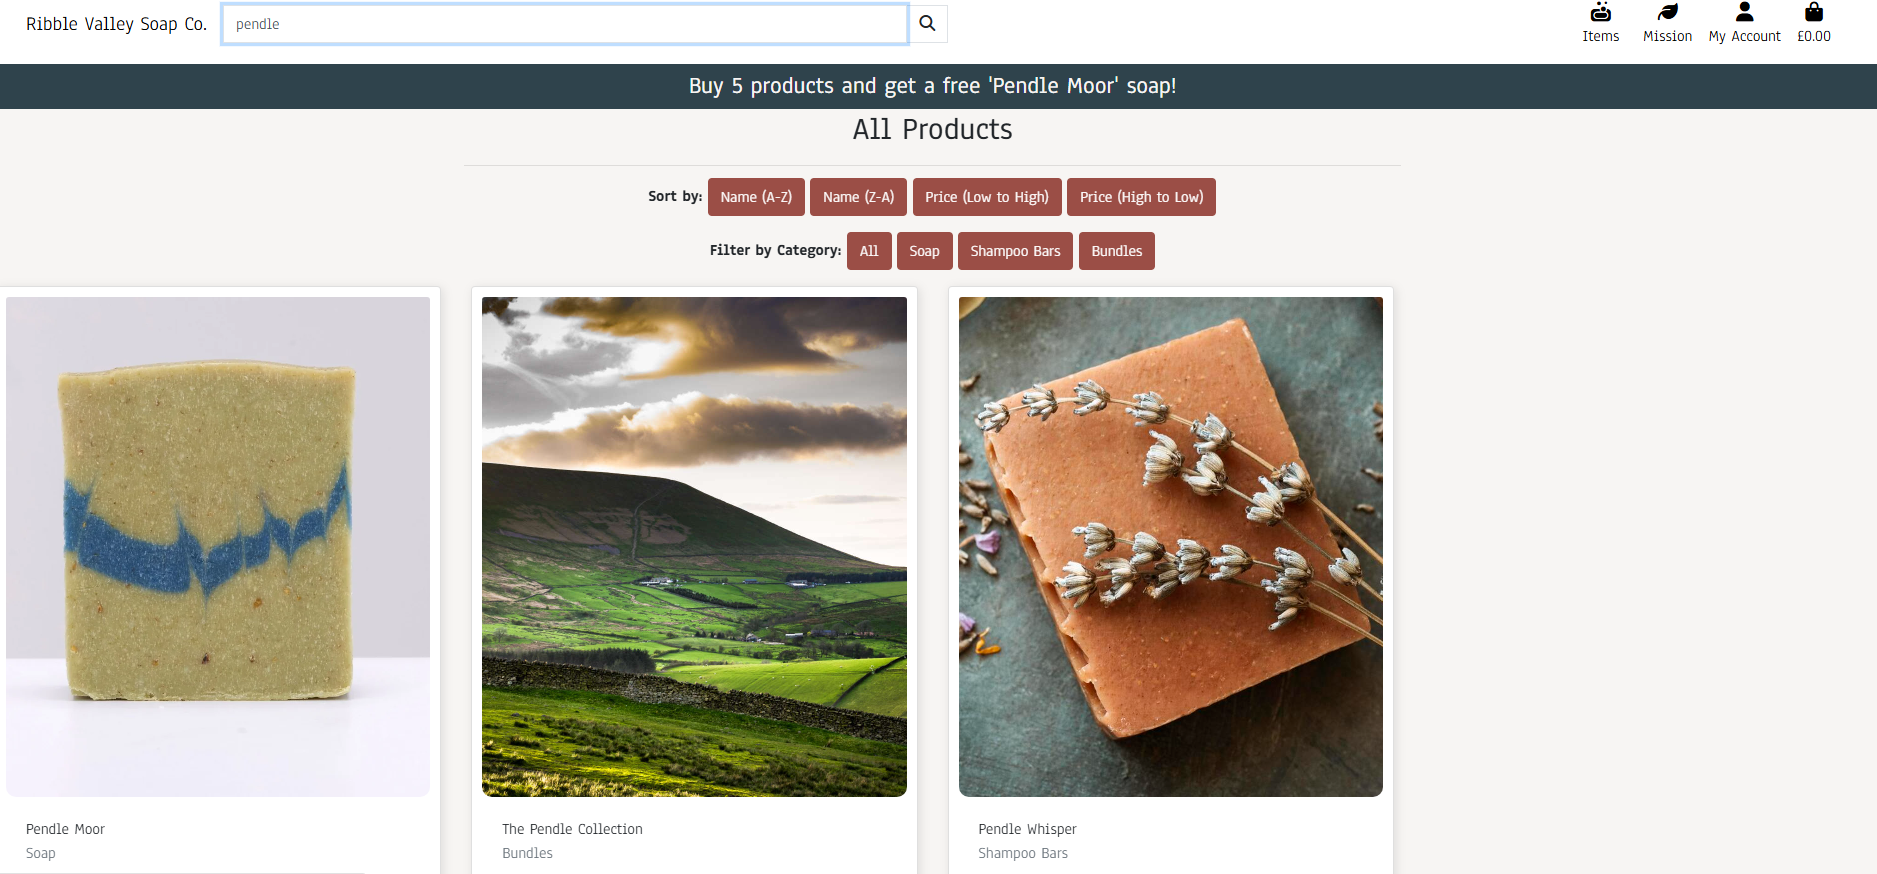 Ribble Valley Soap Co.
pendle
Items
Mission
My Account
£0.00
Buy 5 products and get a free 'Pendle Moor' soap!
All Products
Sort by: Name (A-Z) Name (Z-A) Price (Low to High) Price (High to Low)
Filter by Category: All Soap Shampoo Bars Bundles
Pendle Moor
Soap
The Pendle Collection
Bundles
Pendle Whisper
Shampoo Bars